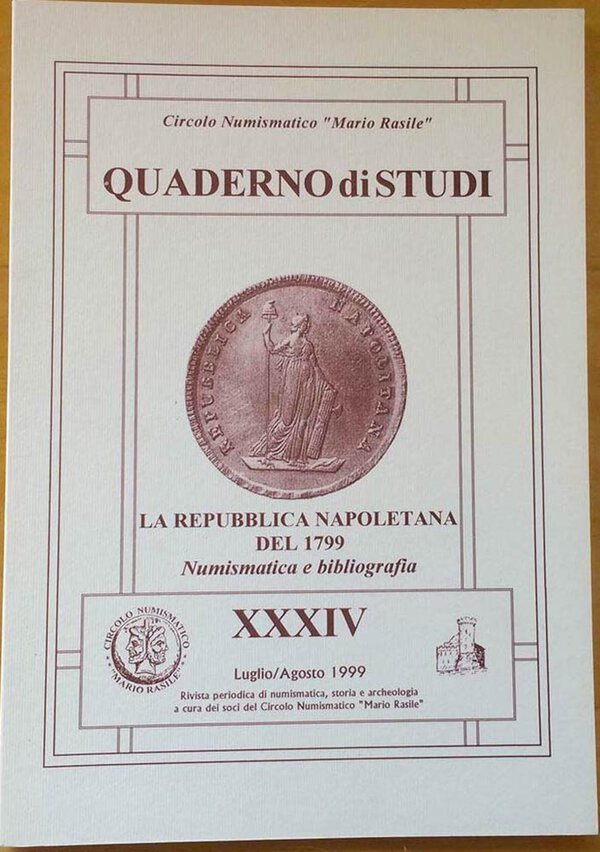 Circolo Numismatico "Mario Rasile"
QUADERNO di STUDI
REPUBBLICA NAPOLITANA
LA REPUBBLICA NAPOLETANA
DEL 1799
Numismatica e bibliografia
XXXIV
CIRCOLO NUMISMATICO
"MARIO RASILE"
Luglio/Agosto 1999
Rivista periodica di numismatica, storia e archeologia
a cura dei soci del Circolo Numismatico "Mario Rasile"